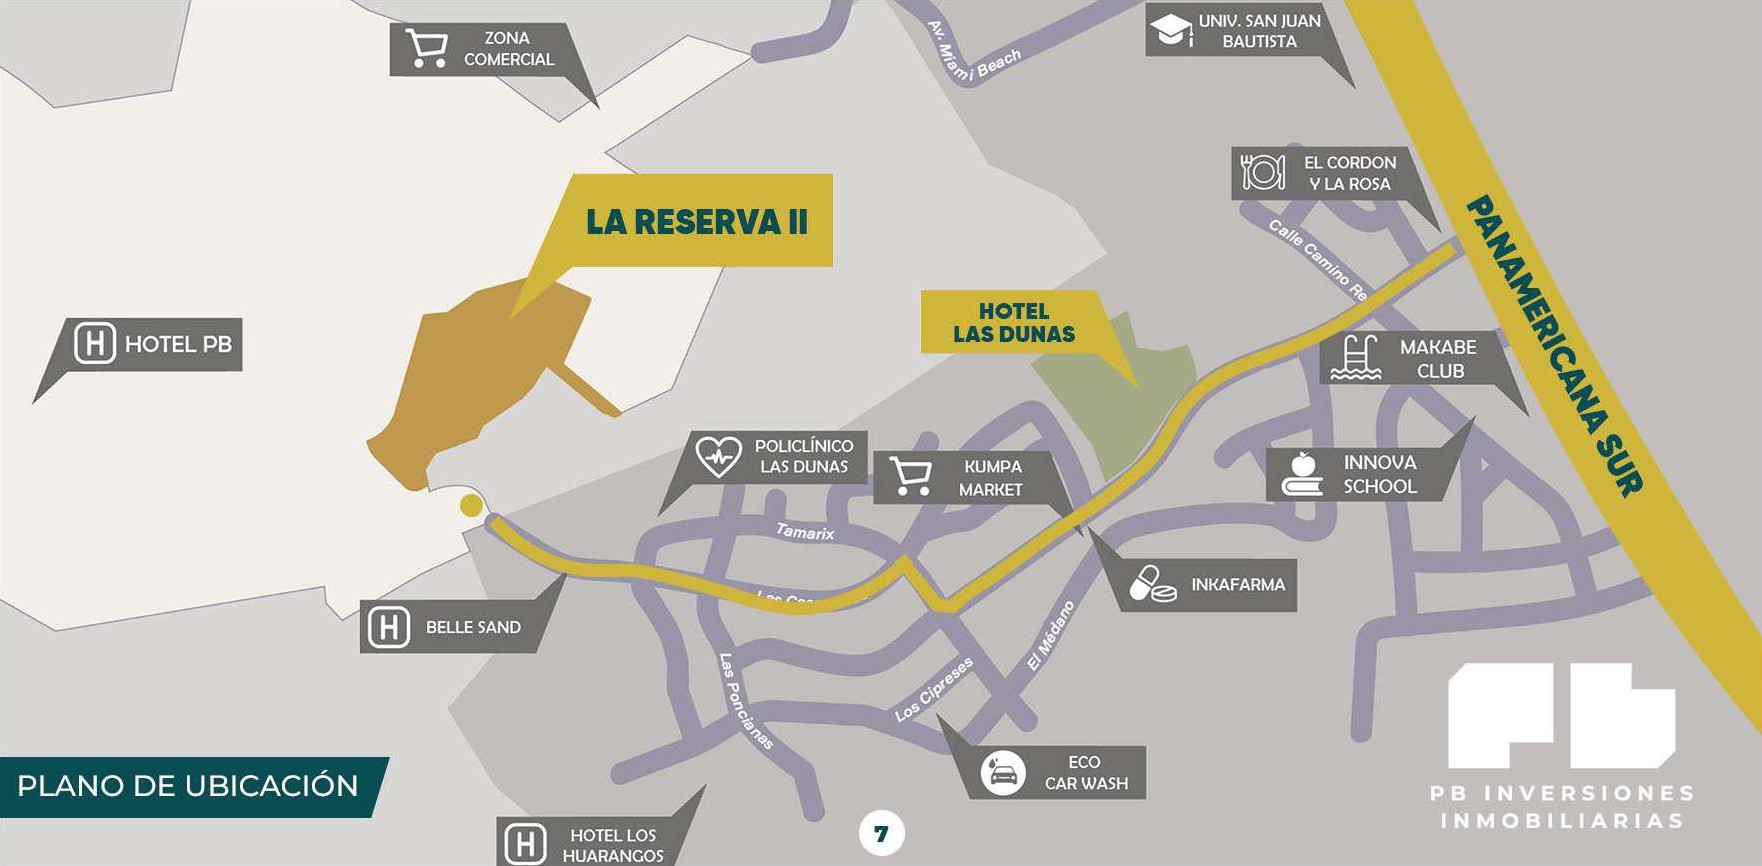 ZONA
COMERCIAL
Av. Miami Beach
UNIV. SAN JUAN
BAUTISTA
EL CORDON
Y LA ROSA
LA RESERVA II
PANAMERICANA SUR
Calle Camino Re
HOTEL
LAS DUNAS
H HOTEL PB
MAKABE
CLUB
POLICLÍNICO
LAS DUNAS
KUMPA
MARKET
INNOVA
SCHOOL
Tamarix
INKAFARMA
Las
H BELLE SAND
El Médano
Las Poncianas
Los Cipreses
ECO
CAR WASH
PLANO DE UBICACIÓN
PB INVERSIONES
INMOBILIARIAS
7
H HOTEL LOS
HUARANGOS